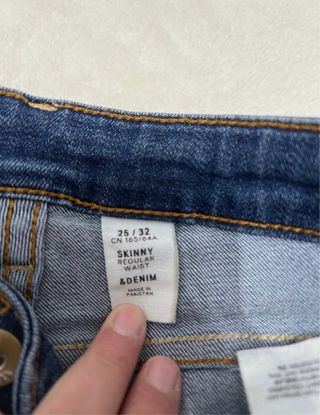 25 / 32
CN 165/64A
SKINNY
REGULAR
WAIST
&DENIM
MADE IN
PAKISTAN